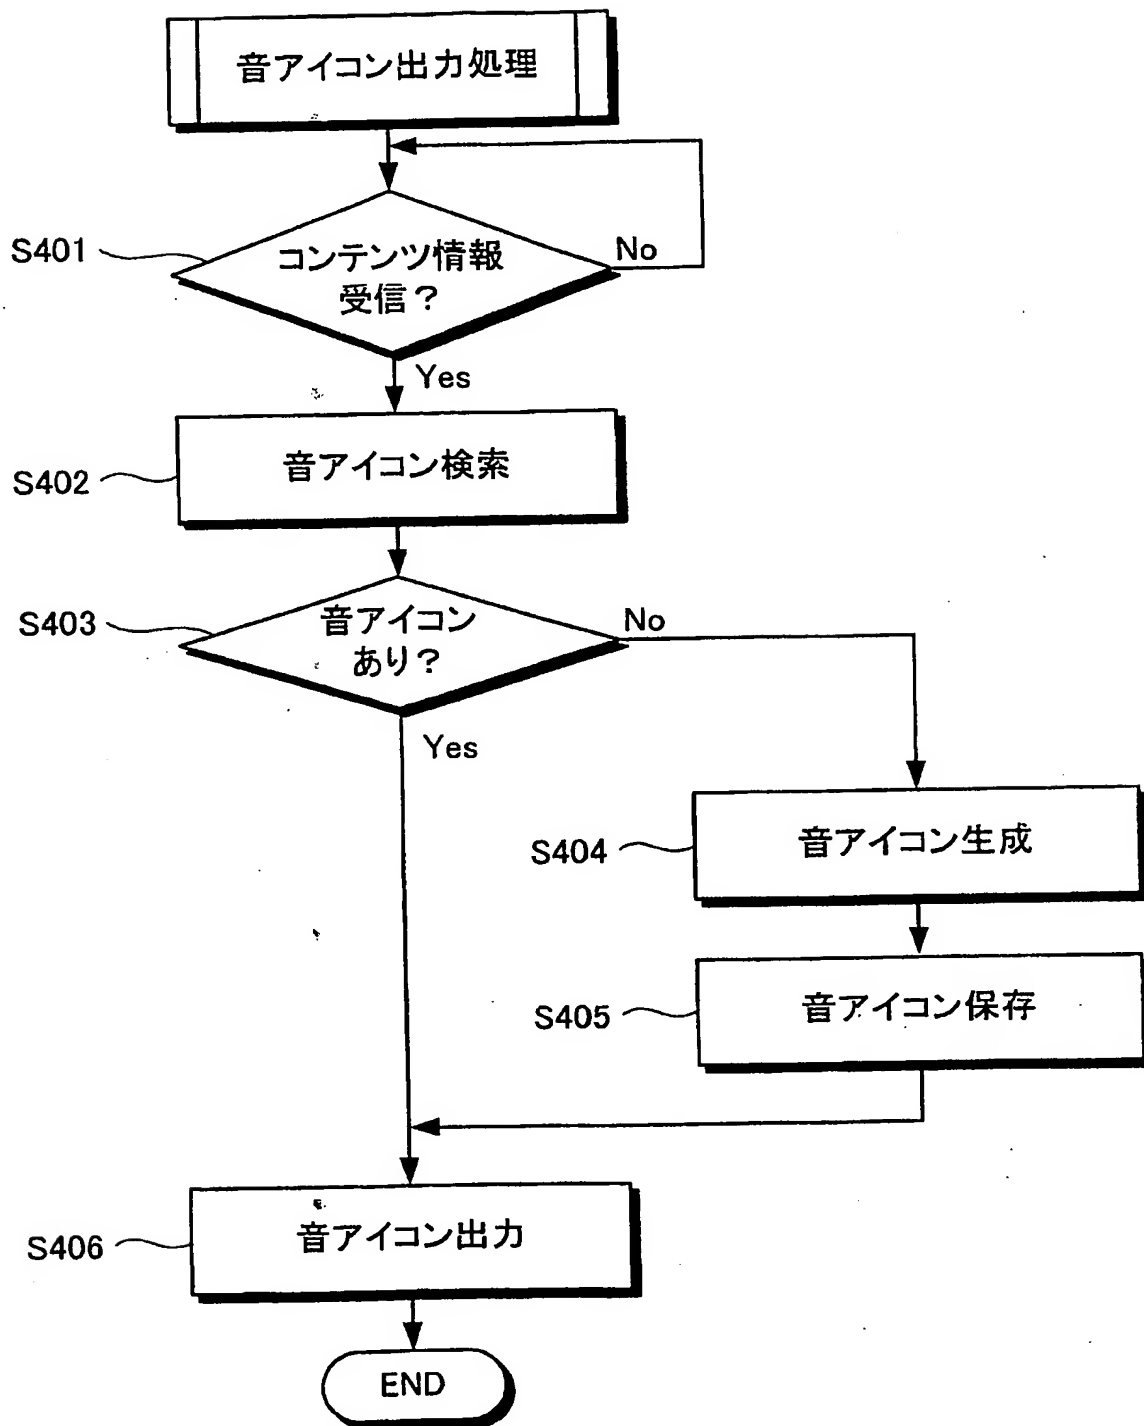 音アイコン出力処理
S401
コンテンツ情報
受信？
No
Yes
S402
音アイコン検索
S403
音アイコン
あり？
No
Yes
S404
音アイコン生成
S405
音アイコン保存
S406
音アイコン出力
END